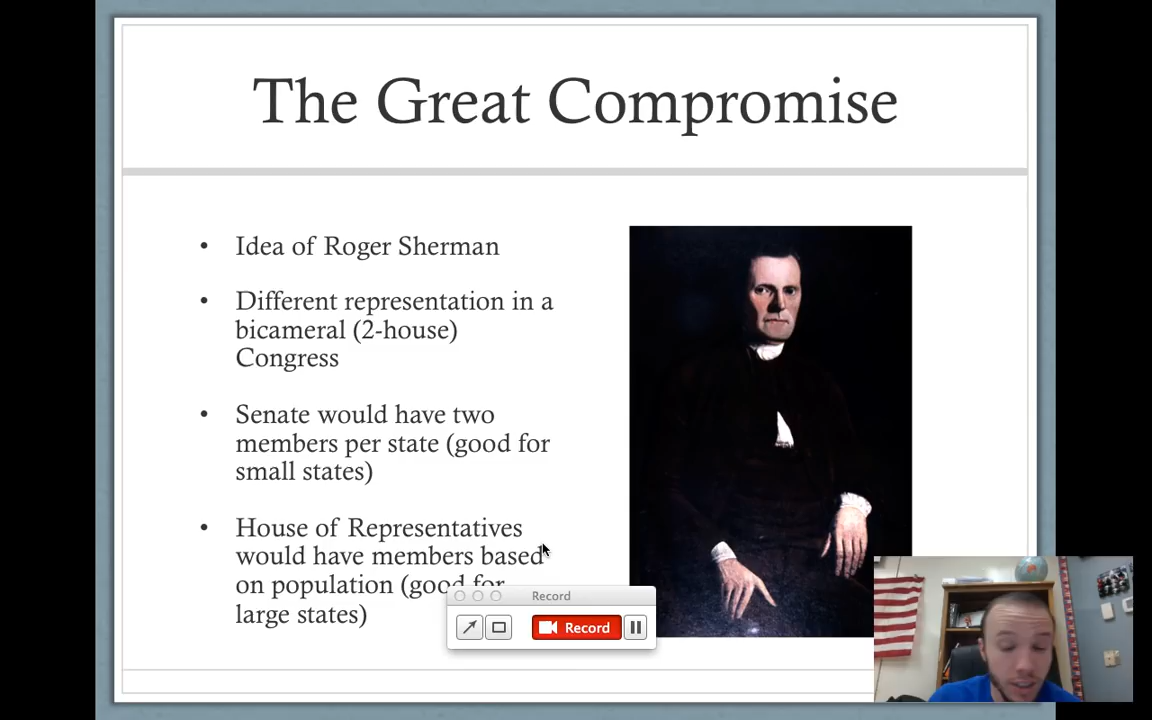 The Great Compromise
• Idea of Roger Sherman
• Different representation in a
bicameral (2-house)
Congress
• Senate would have two
members per state (good for
small states)
• House of Representatives
would have members based
on population (good for
large states)
Record
Record